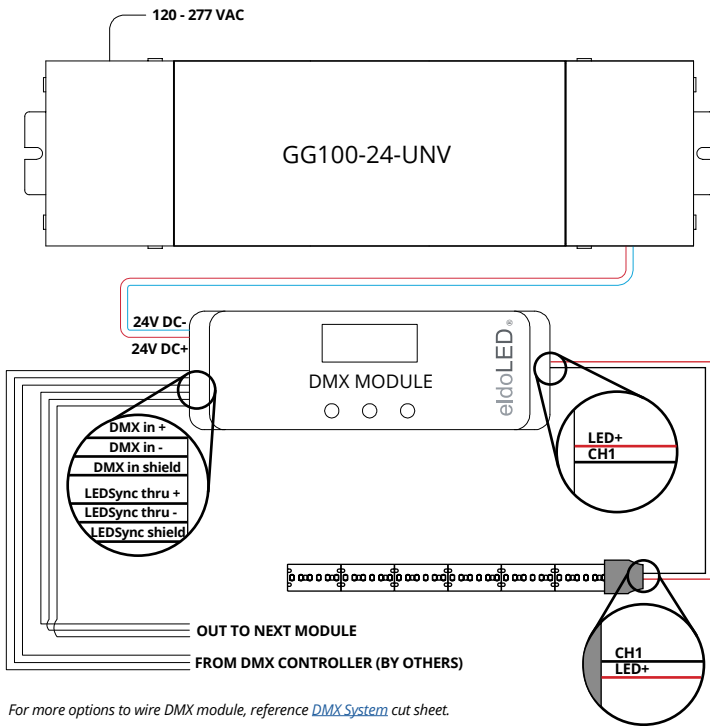 120 - 277 VAC
GG100-24-UNV
24V DC-
24V DC+
DMX MODULE
eldoLED®
DMX in +
DMX in -
DMX in shield
LEDSync thru +
LEDSync thru -
LEDSync shield
LED+
CH1
OUT TO NEXT MODULE
FROM DMX CONTROLLER (BY OTHERS)
CH1
LED+
For more options to wire DMX module, reference DMX System cut sheet.